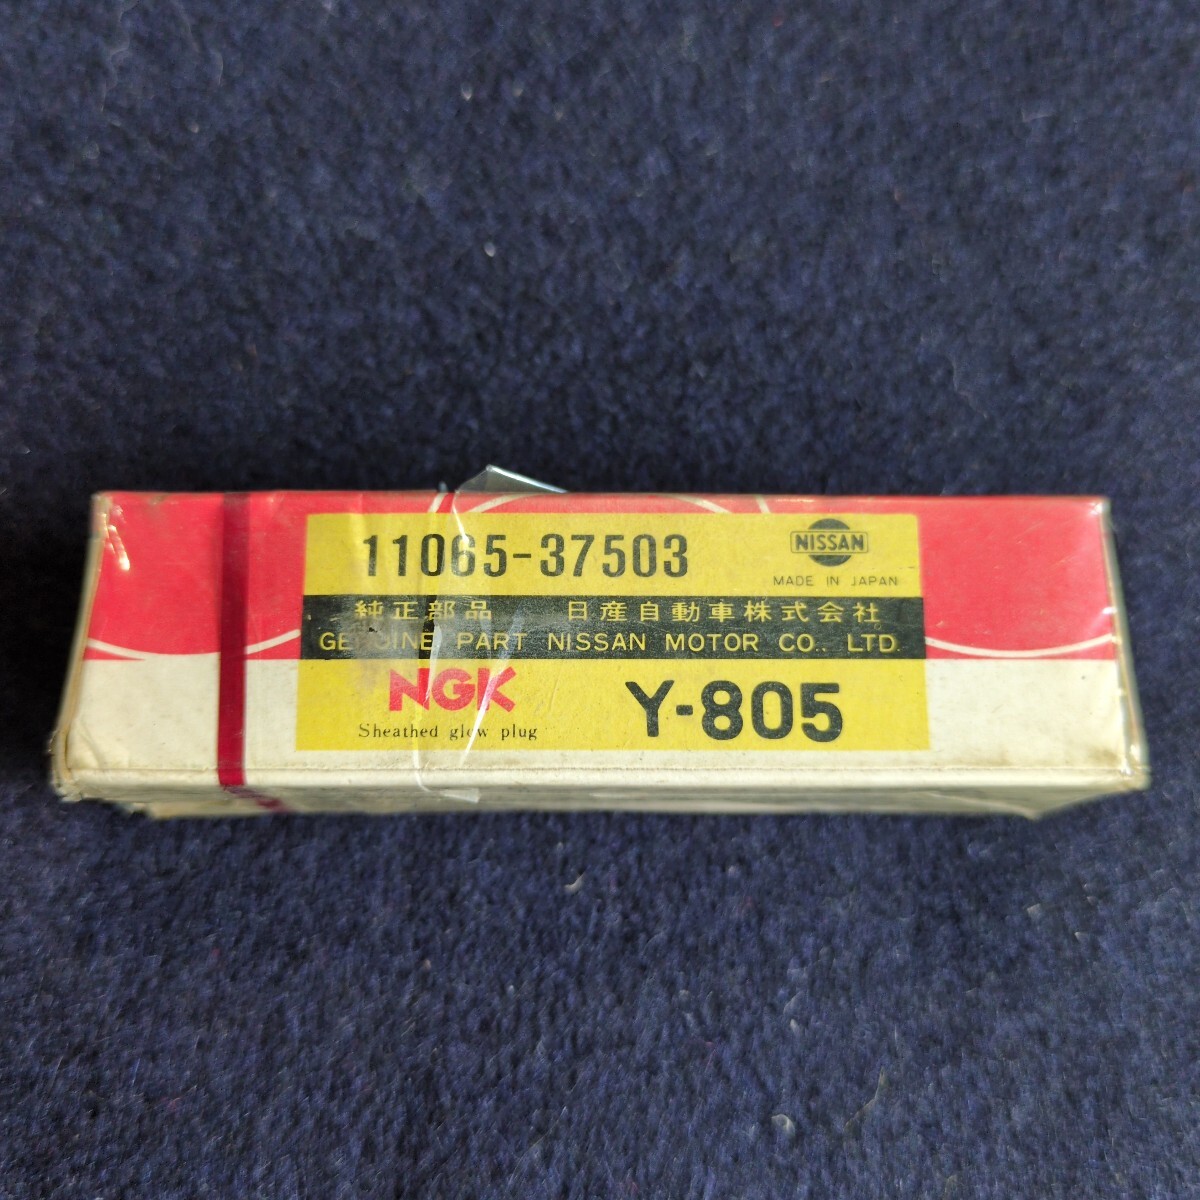 11065-37503
NISSAN
MADE IN JAPAN
純正部品 日産自動車株式会社
GENUINE PART NISSAN MOTOR CO., LTD.
NGK
Y-805
Sheathed glow plug